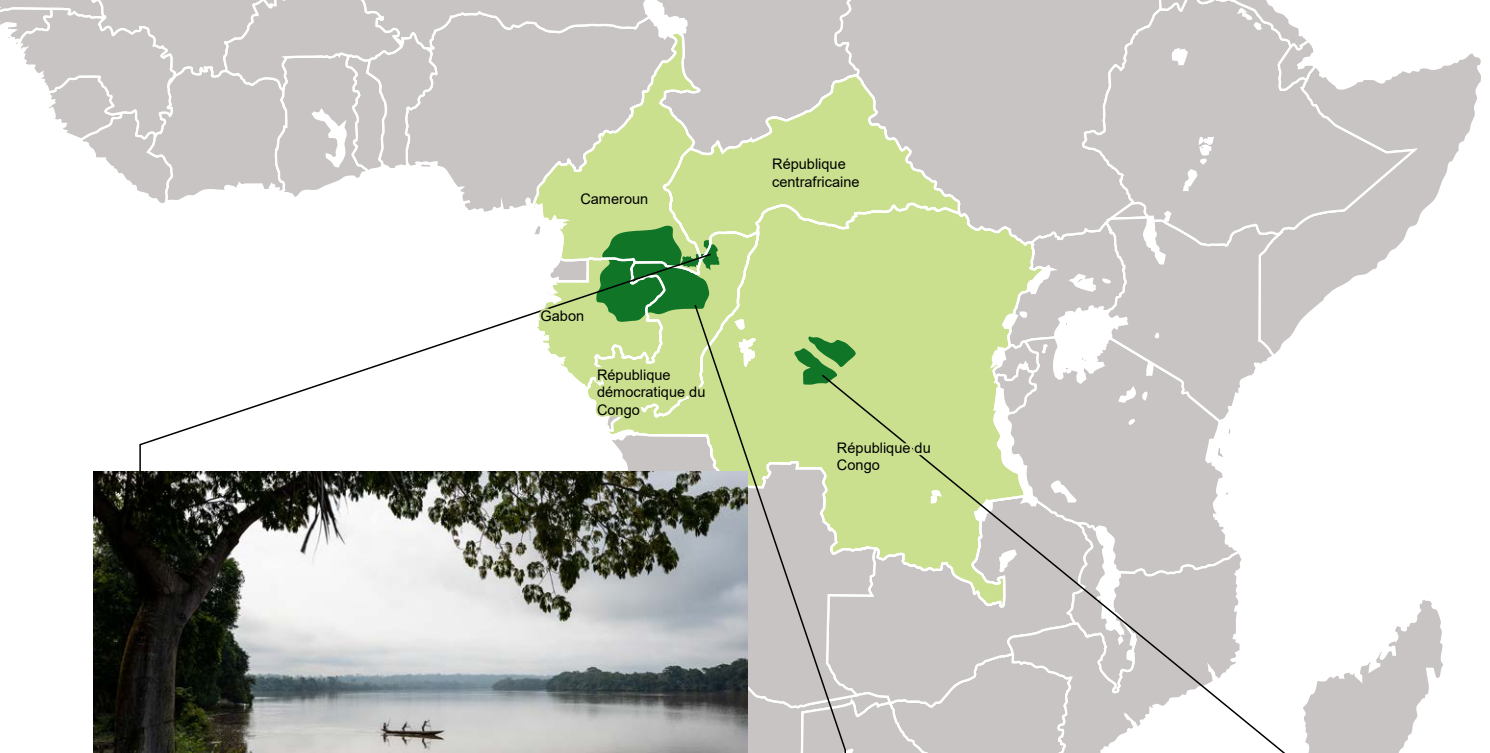 République
centrafricaine
Cameroun
Gabon
République
démocratique du
Congo
République du
Congo